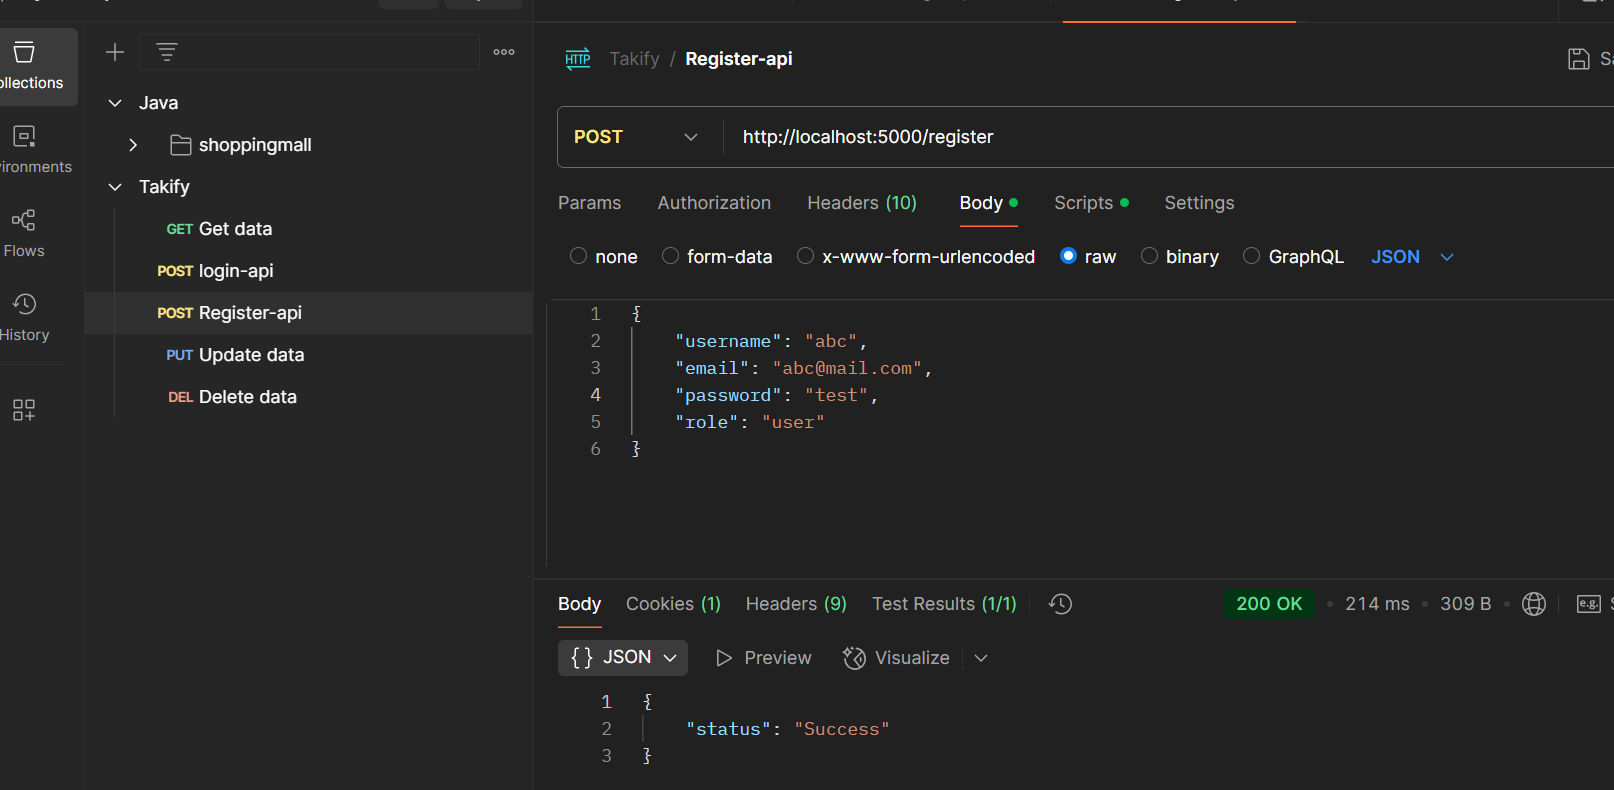 ollections
Java
shoppingmall
ironments
Takify
GET Get data
Flows
POST login-api
POST Register-api
History
PUT Update data
DEL Delete data
HTTP Takify / Register-api
POST http://localhost:5000/register
Params Authorization Headers (10) Body Scripts Settings
none form-data x-www-form-urlencoded raw binary GraphQL JSON
1 {
2 "username": "abc",
3 "email": "abc@mail.com",
4 "password": "test",
5 "role": "user"
6 }
Body Cookies (1) Headers (9) Test Results (1/1) 200 OK • 214 ms • 309 B • e.g.
{} JSON Preview Visualize
1 {
2 "status": "Success"
3 }